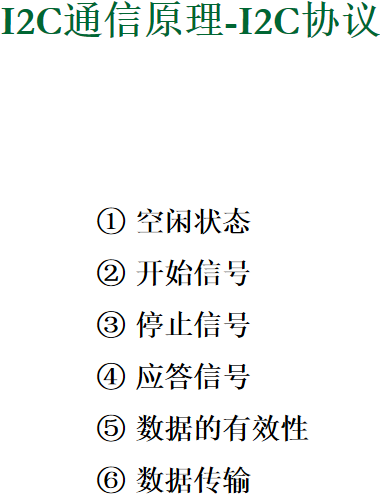 I2C通信原理-I2C协议
① 空闲状态
② 开始信号
③ 停止信号
④ 应答信号
⑤ 数据的有效性
⑥ 数据传输